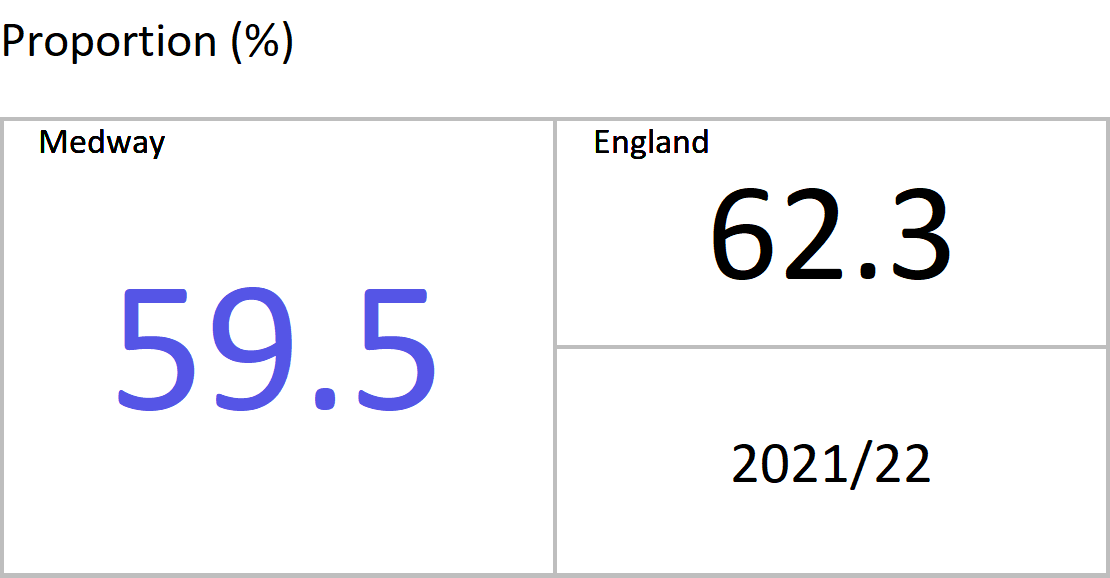 Proportion (%)
Medway
59.5
England
62.3
2021/22